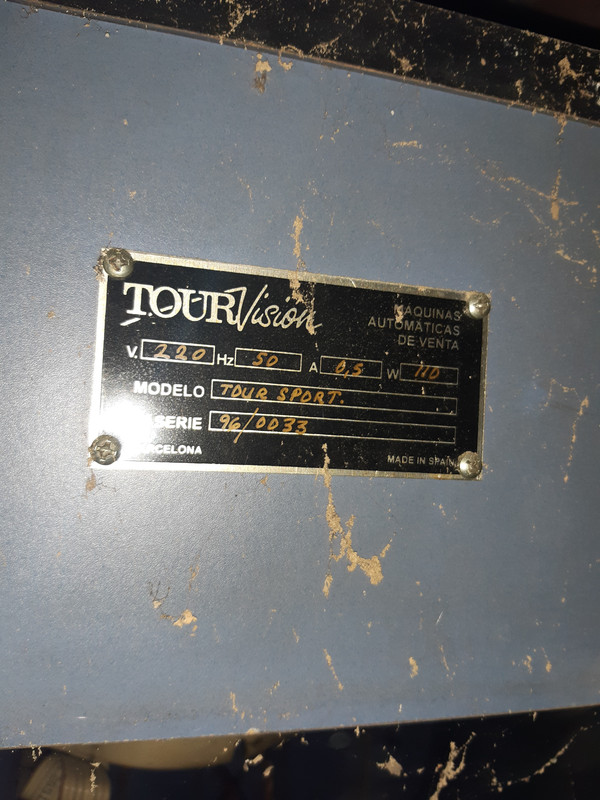 TOURVision
MAQUINAS
AUTOMATICAS
DE VENTA
V. 220 Hz 50 A 0,5 W 110
MODELO TOUR SPORT.
SERIE 96/0033
BARCELONA
MADE IN SPAIN